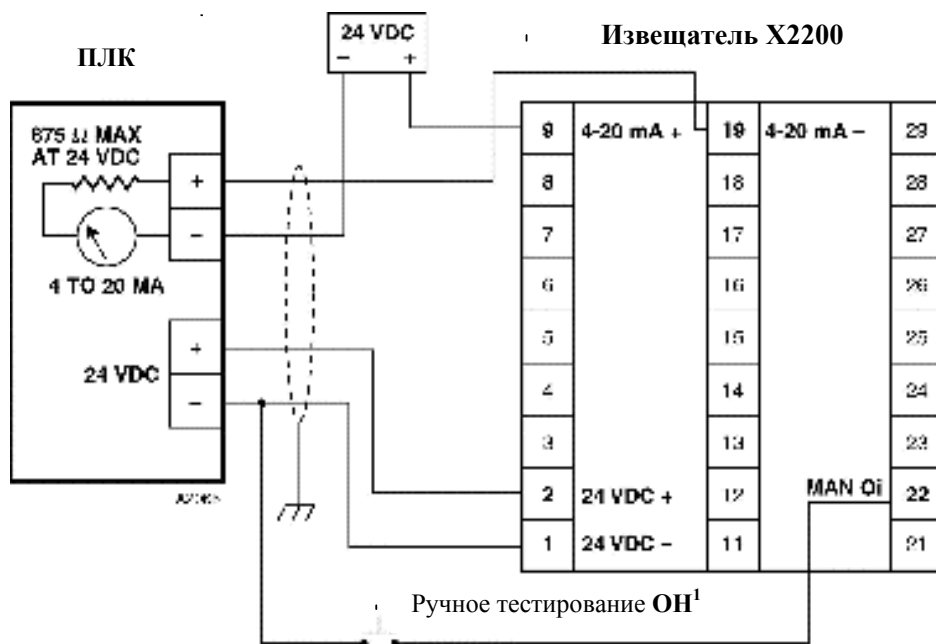 24 VDC
– +
Извещатель X2200
ПЛК
675 Ω MAX
AT 24 VDC
+
–
4 TO 20 MA
24 VDC
+
–
9 4-20 mA + 19 4-20 mA – 29
8 18 28
7 17 27
6 16 26
5 15 25
4 14 24
3 13 23
2 24 VDC + 12 MAN Oi 22
1 24 VDC – 11 21
Ручное тестирование ОН¹